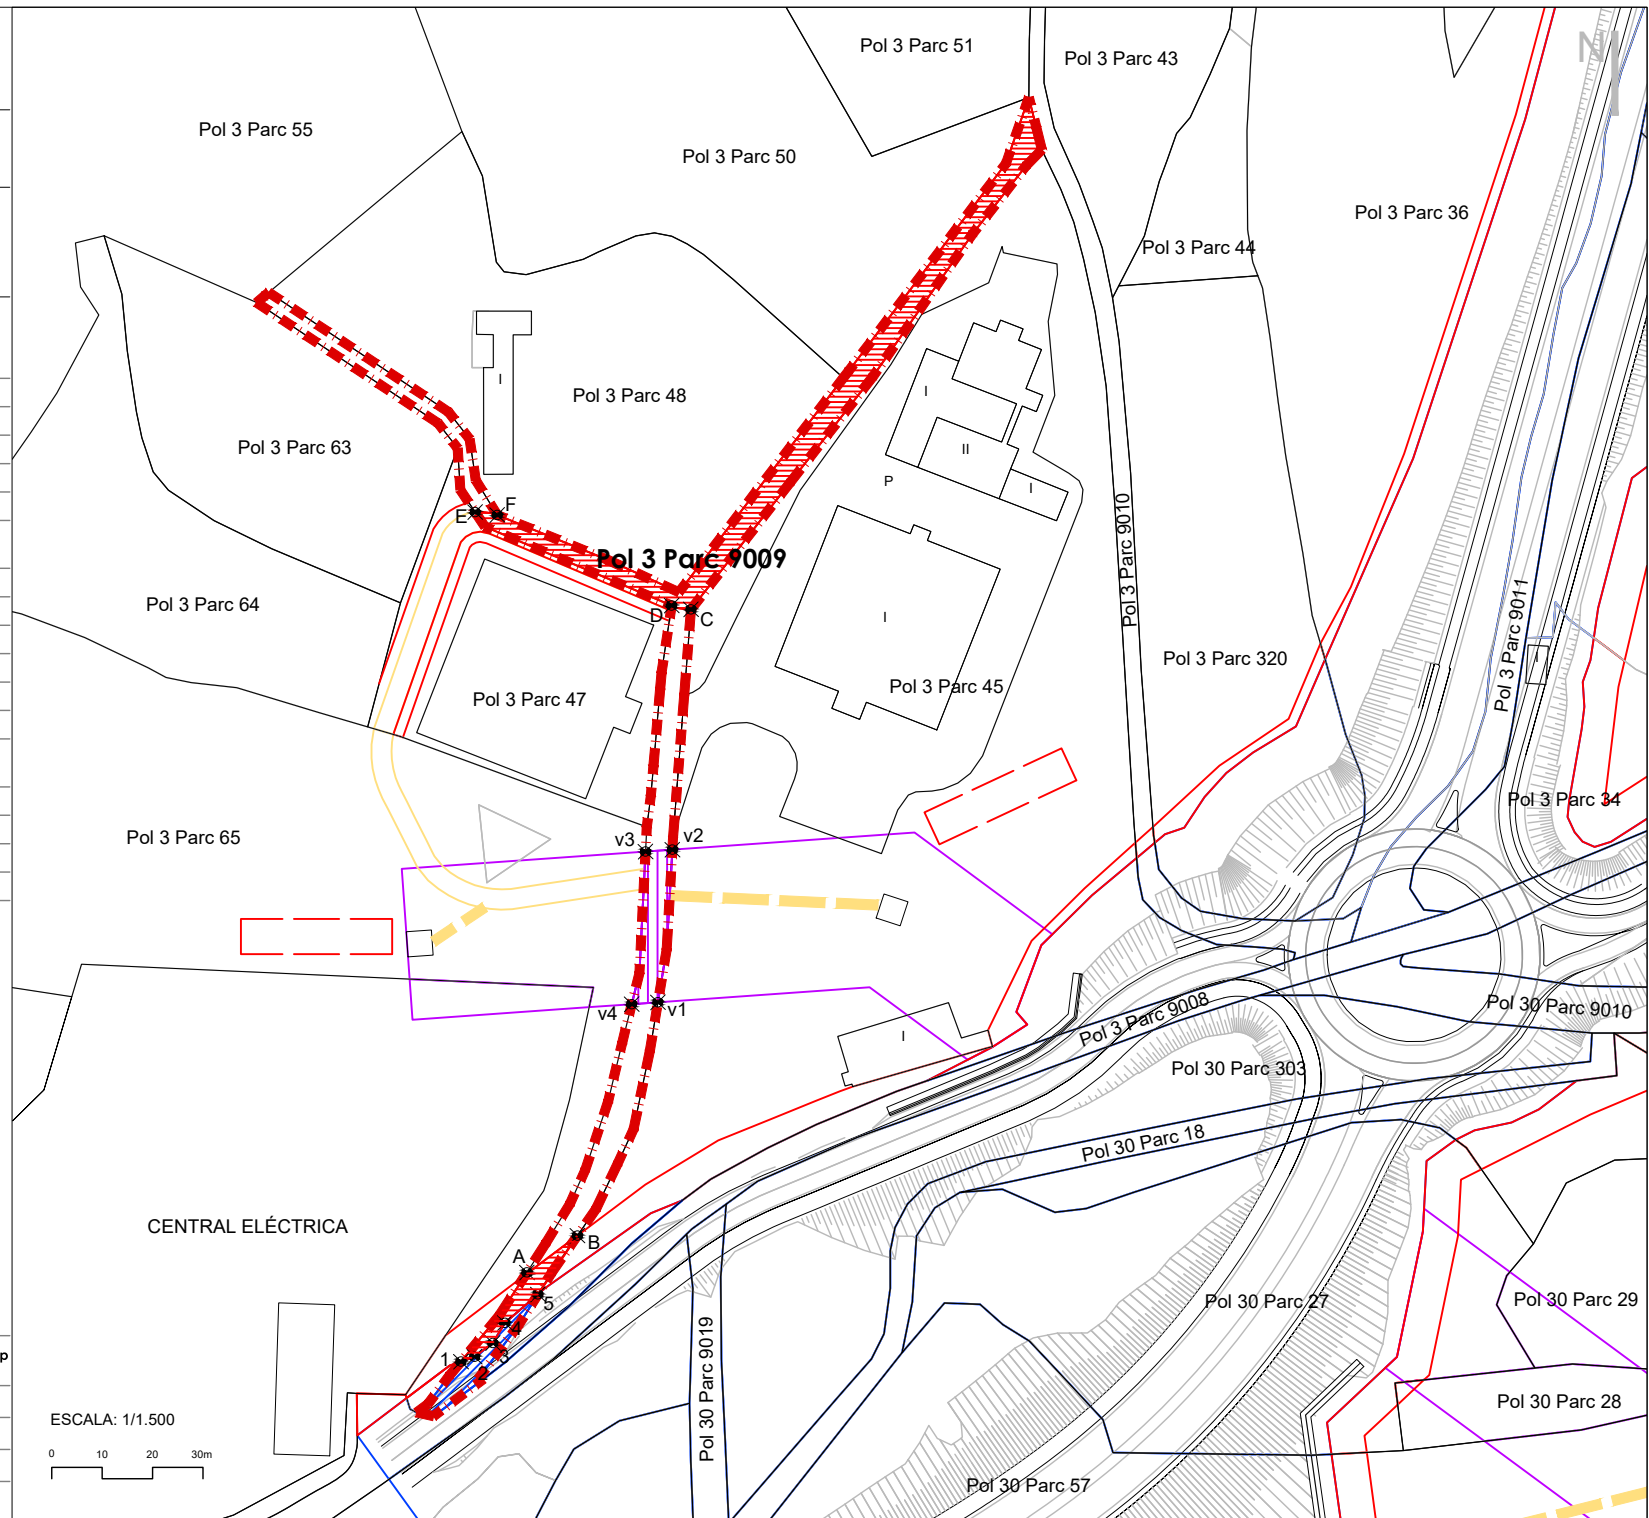 Pol 3 Parc 51
Pol 3 Parc 43
N
Pol 3 Parc 55
Pol 3 Parc 50
Pol 3 Parc 36
Pol 3 Parc 44
I
Pol 3 Parc 48
I
Pol 3 Parc 63
II
P
I
F
E
Pol 3 Parc 9010
Pol 3 Parc 9009
Pol 3 Parc 64
D
C
I
Pol 3 Parc 9011
I
Pol 3 Parc 320
Pol 3 Parc 47
Pol 3 Parc 45
Pol 3 Parc 34
Pol 3 Parc 65
v3
v2
v4
v1
Pol 3 Parc 9008
Pol 30 Parc 9010
I
Pol 30 Parc 303
Pol 30 Parc 18
CENTRAL ELÉCTRICA
A
B
5
Pol 30 Parc 27
Pol 30 Parc 29
4
3
1
2
p
Pol 30 Parc 9019
Pol 30 Parc 28
ESCALA: 1/1.500
0 10 20 30m
Pol 30 Parc 57